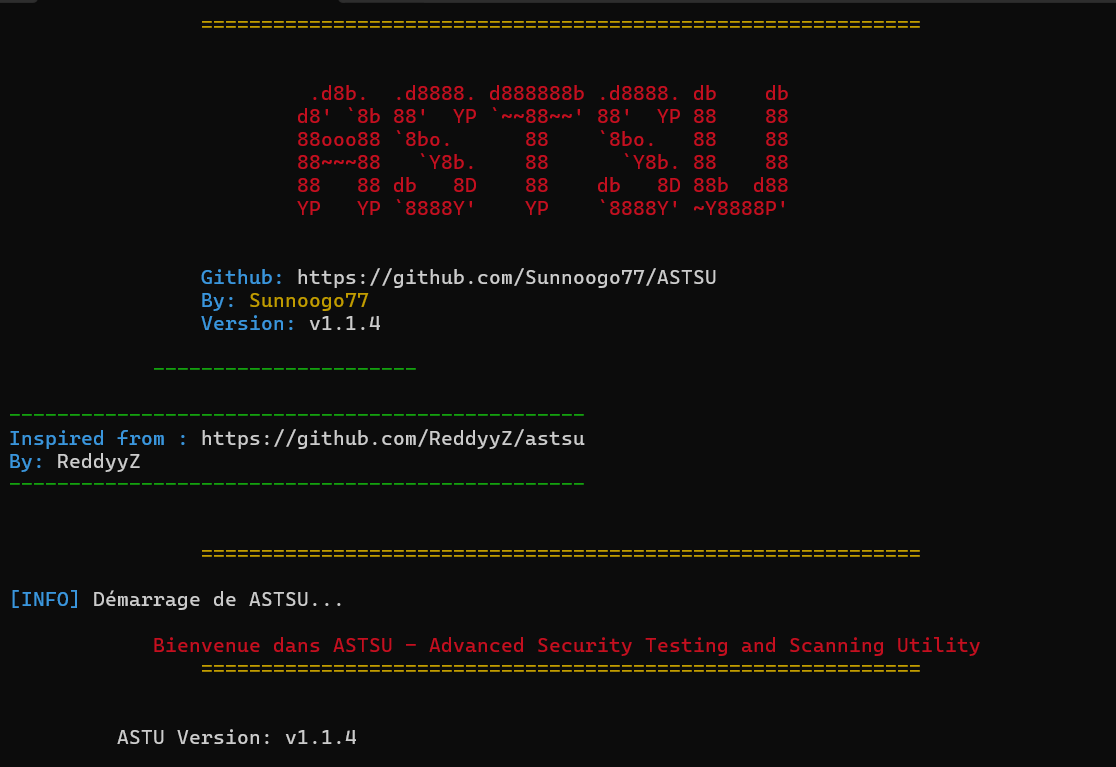 ============================================================
 .d8b.  .d8888. d888888b .d8888. db    db
d8' `8b 88'  YP `~~88~~' 88'  YP 88    88
88ooo88 `8bo.      88    `8bo.   88    88
88~~~88   `Y8b.    88      `Y8b. 88    88
88   88 db   8D    88    db   8D 88b  d88
YP   YP `8888Y'    YP    `8888Y' ~Y8888P'
Github: https://github.com/Sunnoogo77/ASTSU
By: Sunnoogo77
Version: v1.1.4
----------------------
------------------------------------------------
Inspired from : https://github.com/ReddyyZ/astsu
By: ReddyyZ
------------------------------------------------
============================================================
[INFO] Démarrage de ASTSU...
Bienvenue dans ASTSU - Advanced Security Testing and Scanning Utility
============================================================
ASTU Version: v1.1.4